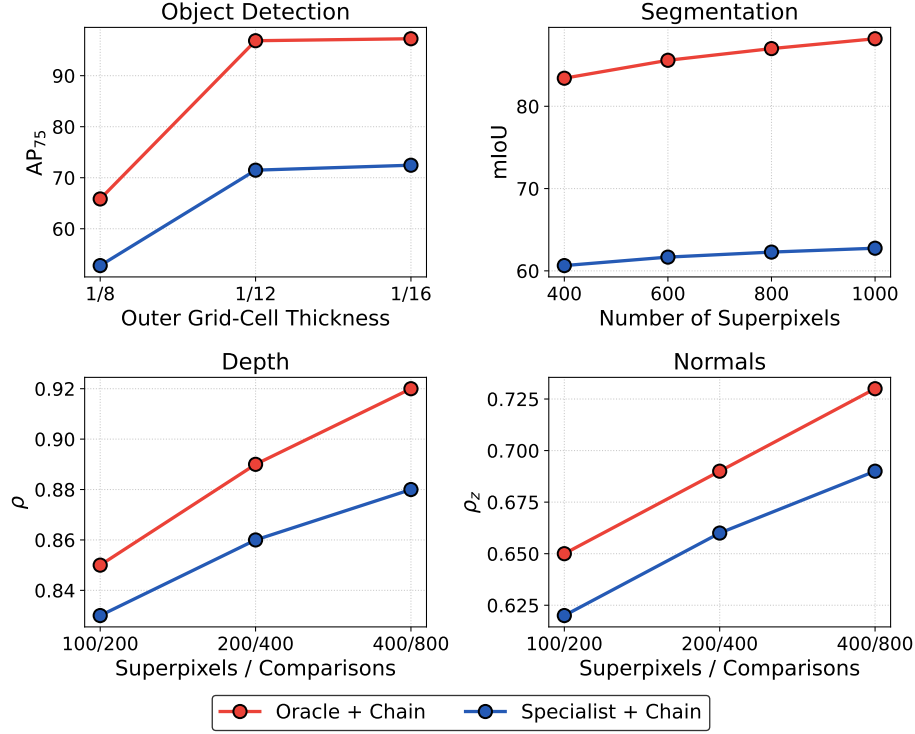 Object Detection
AP75
90
80
70
60
1/8 1/12 1/16
Outer Grid-Cell Thickness
Segmentation
mIoU
80
70
60
400 600 800 1000
Number of Superpixels
Depth
ρ
0.92
0.90
0.88
0.86
0.84
100/200 200/400 400/800
Superpixels / Comparisons
Normals
ρz
0.725
0.700
0.675
0.650
0.625
100/200 200/400 400/800
Superpixels / Comparisons
Oracle + Chain Specialist + Chain